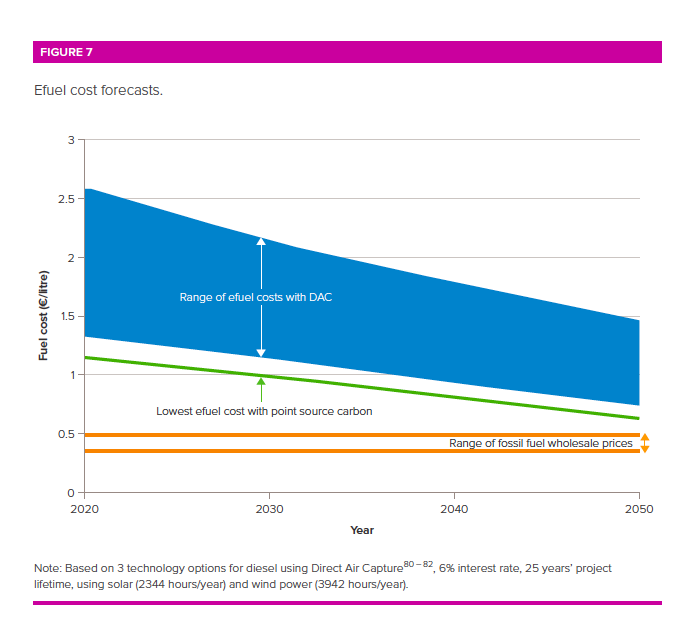 FIGURE 7
Efuel cost forecasts.
3
2.5
2
1.5
1
0.5
0
Fuel cost (€/litre)
Range of efuel costs with DAC
Lowest efuel cost with point source carbon
Range of fossil fuel wholesale prices
2020
2030
2040
2050
Year
Note: Based on 3 technology options for diesel using Direct Air Capture⁸⁰⁻⁸², 6% interest rate, 25 years’ project
lifetime, using solar (2344 hours/year) and wind power (3942 hours/year).